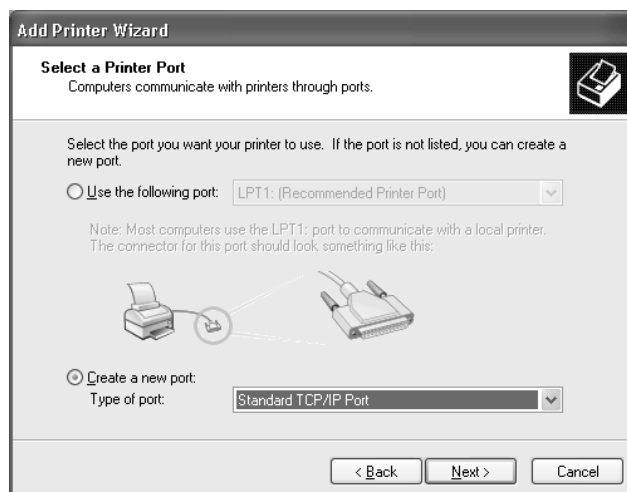 Add Printer Wizard
Select a Printer Port
Computers communicate with printers through ports.
Select the port you want your printer to use. If the port is not listed, you can create a
new port.
Use the following port: LPT1: (Recommended Printer Port)
Note: Most computers use the LPT1: port to communicate with a local printer.
The connector for this port should look something like this:
Create a new port:
Type of port: Standard TCP/IP Port
< Back Next > Cancel